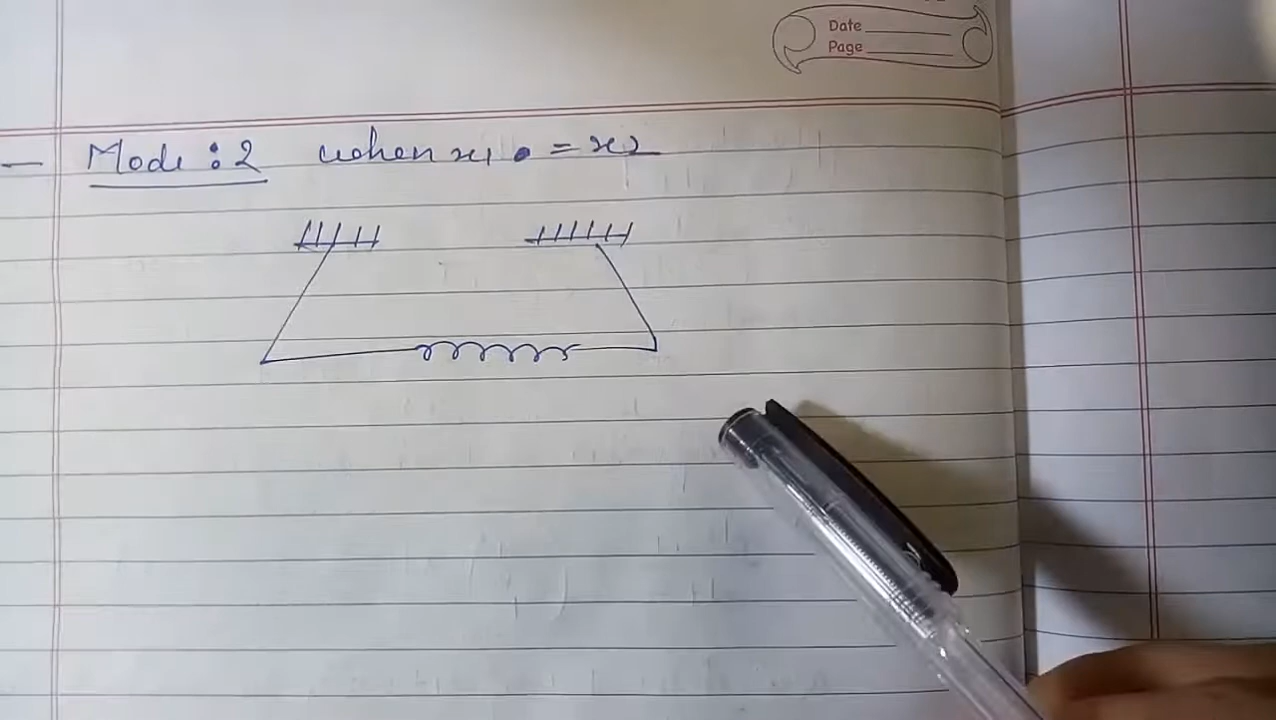 Date
Page
— Mode : 2 when x1 = x2